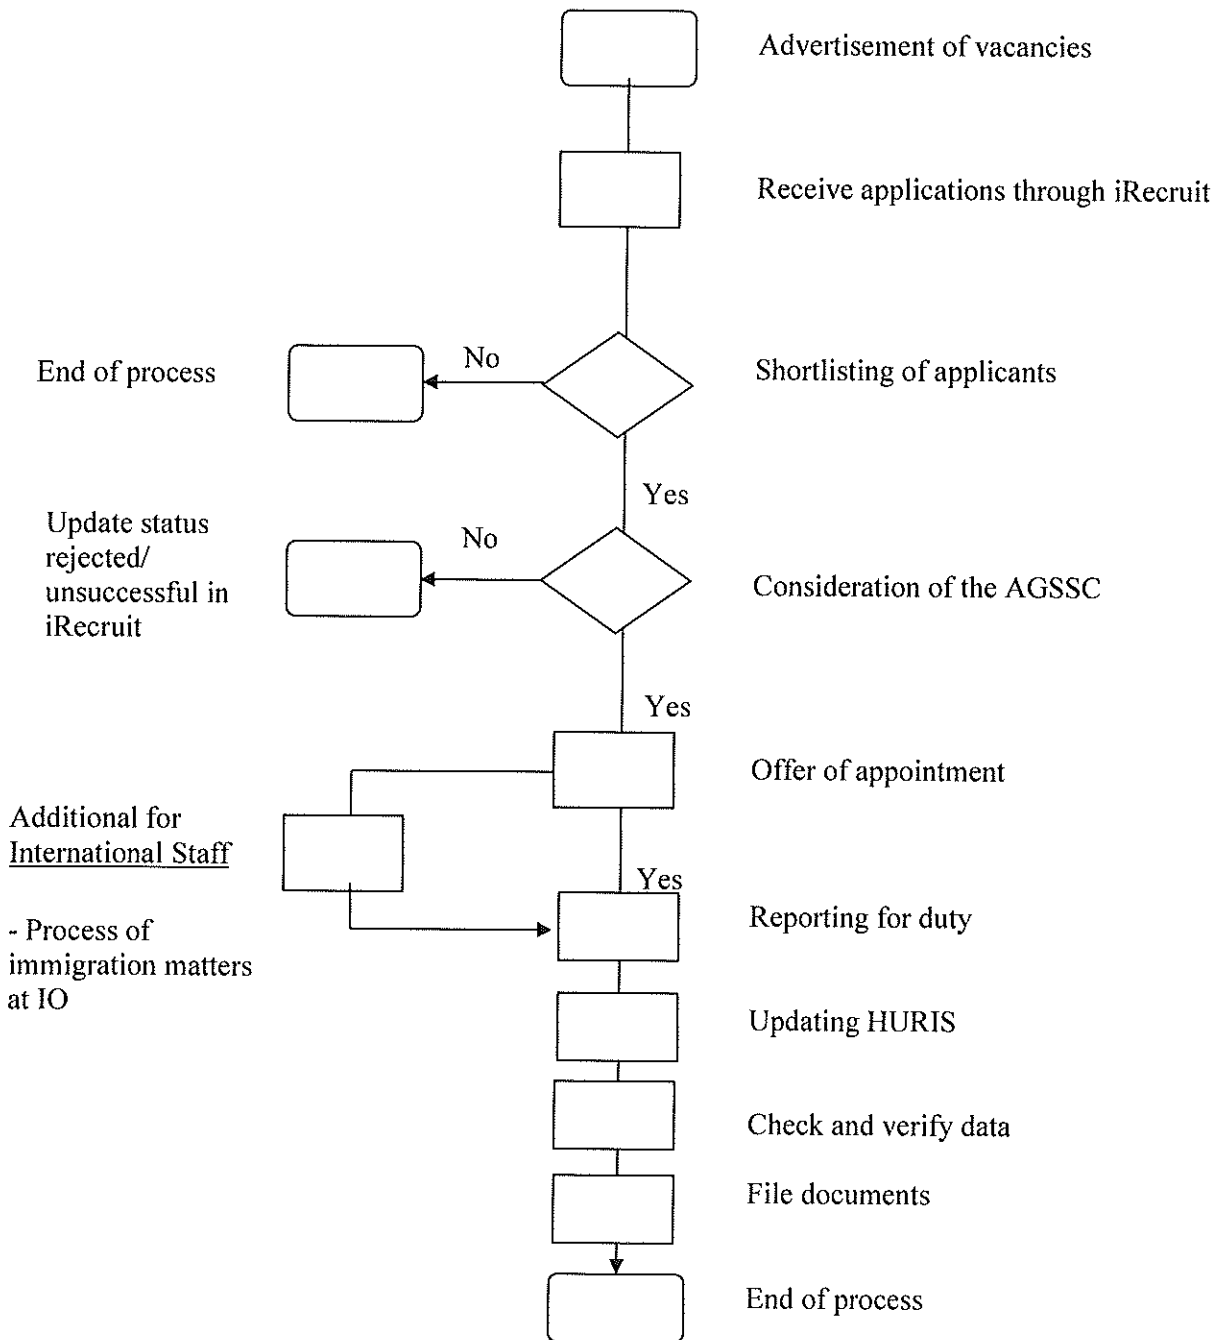 Advertisement of vacancies
Receive applications through iRecruit
End of process
No
Shortlisting of applicants
Yes
Update status
rejected/
unsuccessful in
iRecruit
No
Consideration of the AGSSC
Yes
Offer of appointment
Additional for
International Staff
- Process of
immigration matters
at IO
Yes
Reporting for duty
Updating HURIS
Check and verify data
File documents
End of process